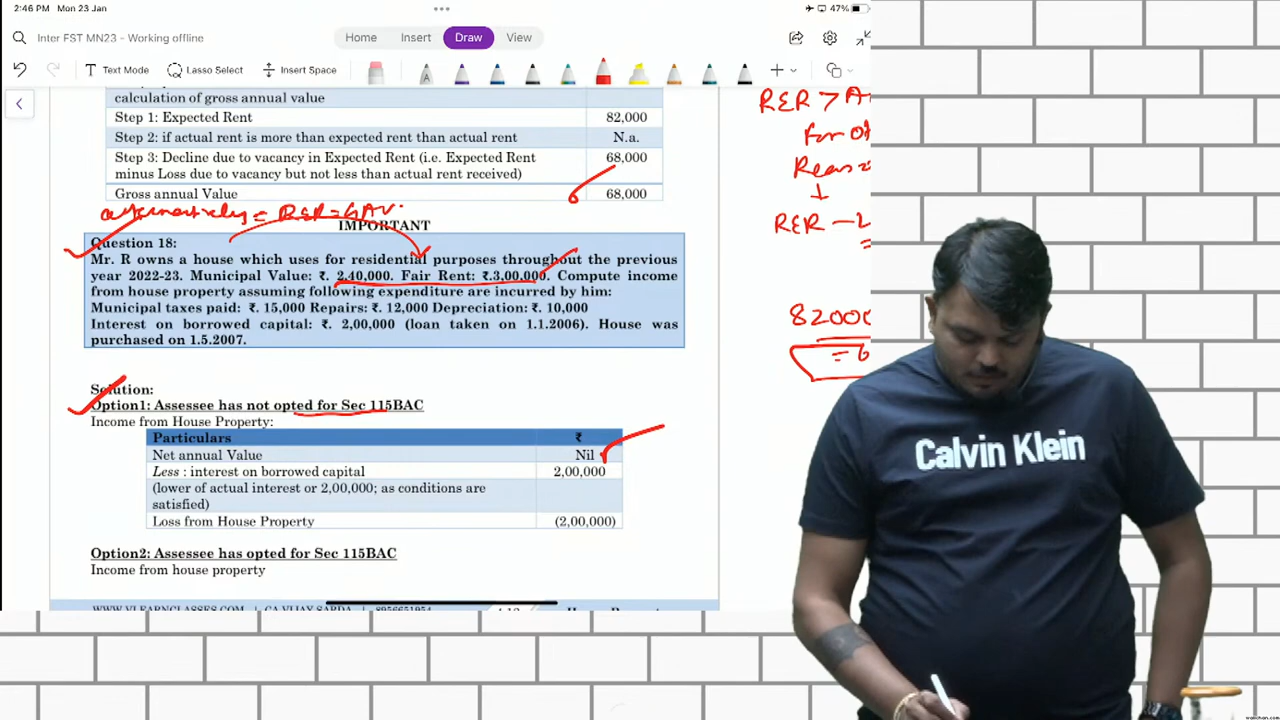 2:46 PM Mon 23 Jan
47%
Inter FST MN23 - Working offline
Home Insert Draw View
Text Mode Lasso Select Insert Space
calculation of gross annual value
Step 1: Expected Rent 82,000
Step 2: if actual rent is more than expected rent than actual rent N.a.
Step 3: Decline due to vacancy in Expected Rent (i.e. Expected Rent 68,000
minus Loss due to vacancy but not less than actual rent received)
Gross annual Value 68,000
alternatively = RER = GAV.
IMPORTANT
Question 18:
Mr. R owns a house which uses for residential purposes throughout the previous
year 2022-23. Municipal Value: ₹. 2,40,000. Fair Rent: ₹.3,00,000. Compute income
from house property assuming following expenditure are incurred by him:
Municipal taxes paid: ₹. 15,000 Repairs: ₹. 12,000 Depreciation: ₹. 10,000
Interest on borrowed capital: ₹. 2,00,000 (loan taken on 1.1.2006). House was
purchased on 1.5.2007.
Solution:
Option1: Assessee has not opted for Sec 115BAC
Income from House Property:
Particulars ₹
Net annual Value Nil
Less : interest on borrowed capital 2,00,000
(lower of actual interest or 2,00,000; as conditions are
satisfied)
Loss from House Property (2,00,000)
Option2: Assessee has opted for Sec 115BAC
Income from house property
RER > A
For Ot
Reaso
RER - L
=
82000
= 6
Calvin Klein